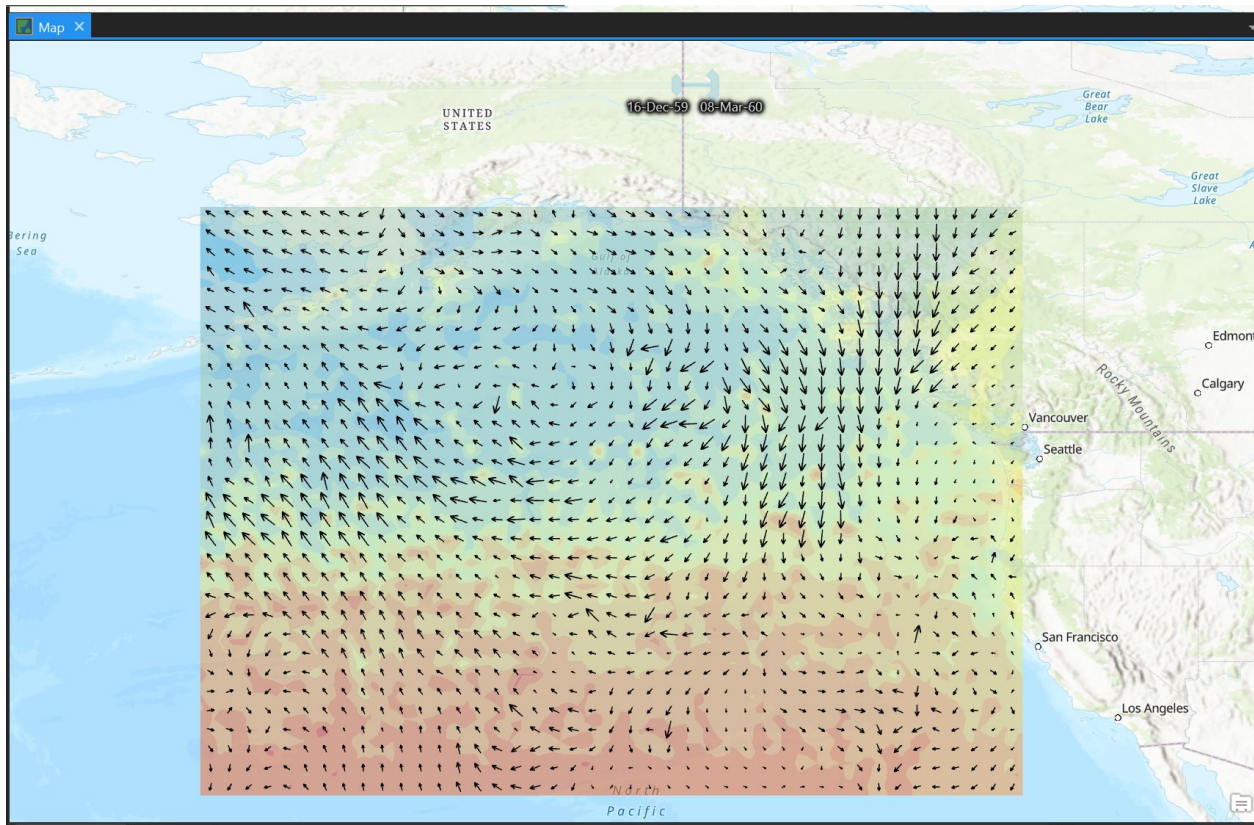 Map
16-Dec-59 08-Mar-60
UNITED
STATES
Great
Bear
Lake
Great
Slave
Lake
Bering
Sea
Gulf of
Alaska
Edmont
Calgary
Rocky Mountains
Vancouver
Seattle
San Francisco
Los Angeles
North
Pacific